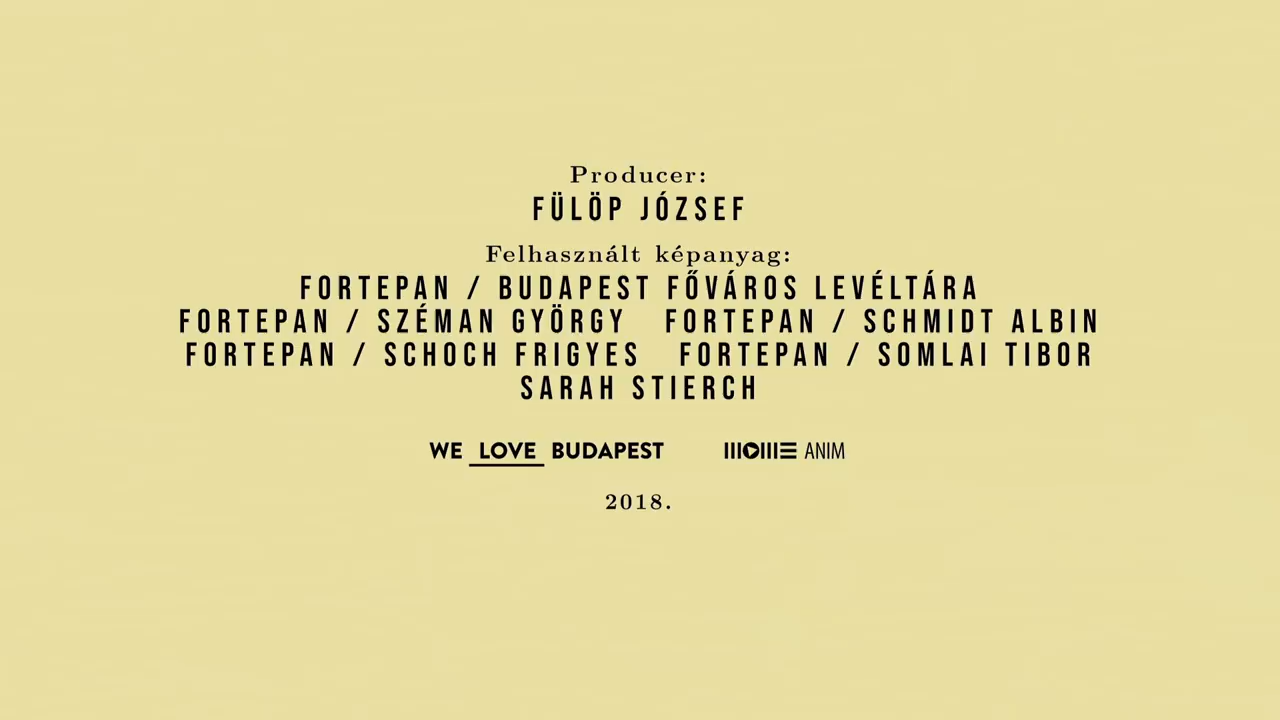 Producer:
FÜLÖP JÓZSEF
Felhasznált képanyag:
FORTEPAN / BUDAPEST FŐVÁROS LEVÉLTÁRA
FORTEPAN / SZÉMAN GYÖRGY FORTEPAN / SCHMIDT ALBIN
FORTEPAN / SCHOCH FRIGYES FORTEPAN / SOMLAI TIBOR
SARAH STIERCH
WE LOVE BUDAPEST MOME ANIM
2018.